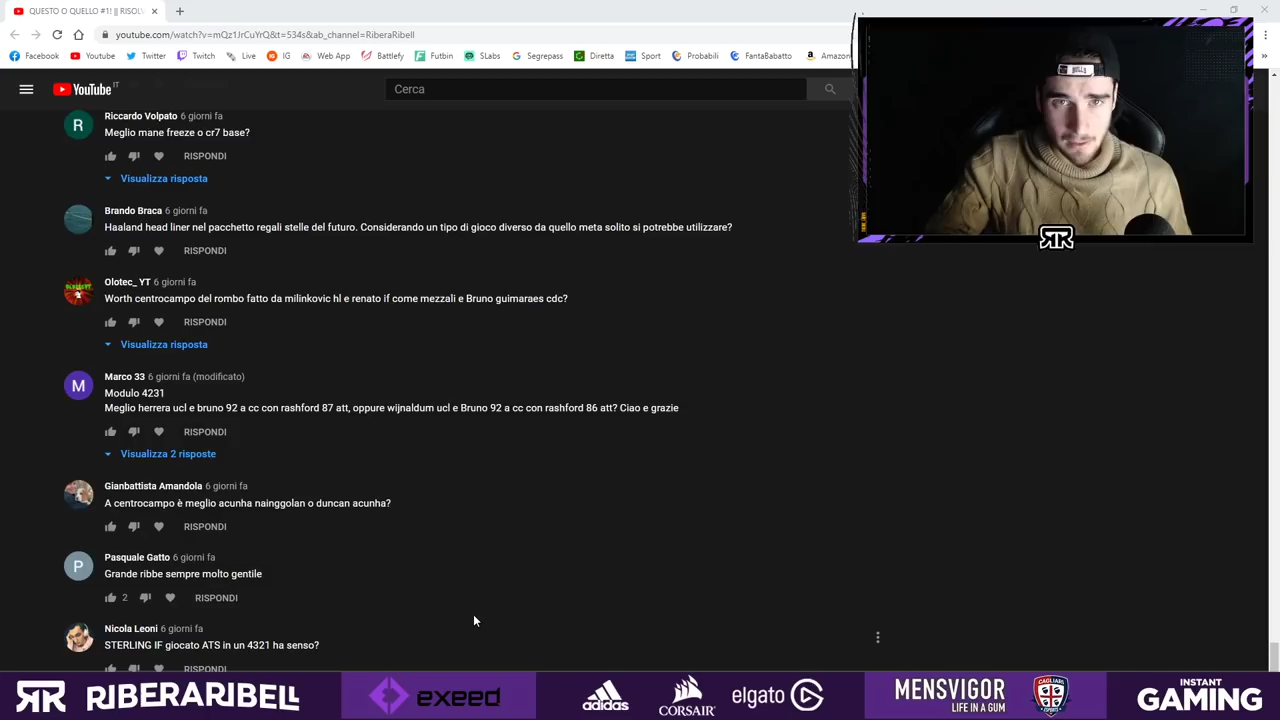 QUESTO O QUELLO #1! || RISOLV
youtube.com/watch?v=mQz1JrCuYrQ&t=534s&ab_channel=RiberaRibell
Facebook Youtube Twitter Twitch Live IG Web App Battlefy Futbin SLabs Segrepass Diretta Sport Probabili FantaBabatto Amazon
YouTube IT
Cerca
R
Riccardo Volpato 6 giorni fa
Meglio mane freeze o cr7 base?
RISPONDI
Visualizza risposta
Brando Braca 6 giorni fa
Haaland head liner nel pacchetto regali stelle del futuro. Considerando un tipo di gioco diverso da quello meta solito si potrebbe utilizzare?
RISPONDI
Olotec_ YT 6 giorni fa
Worth centrocampo del rombo fatto da milinkovic hl e renato if come mezzali e Bruno guimaraes cdc?
RISPONDI
Visualizza risposta
M
Marco 33 6 giorni fa (modificato)
Modulo 4231
Meglio herrera ucl e bruno 92 a cc con rashford 87 att, oppure wijnaldum ucl e Bruno 92 a cc con rashford 86 att? Ciao e grazie
RISPONDI
Visualizza 2 risposte
Gianbattista Amandola 6 giorni fa
A centrocampo è meglio acunha nainggolan o duncan acunha?
RISPONDI
P
Pasquale Gatto 6 giorni fa
Grande ribbe sempre molto gentile
2 RISPONDI
Nicola Leoni 6 giorni fa
STERLING IF giocato ATS in un 4321 ha senso?
RISPONDI
BULLS
RR
RR RIBERARIBELL exeed adidas CORSAIR elgato MENSVIGOR
LIFE IN A GUM
CAGLIARI
ESPORTS
INSTANT
GAMING